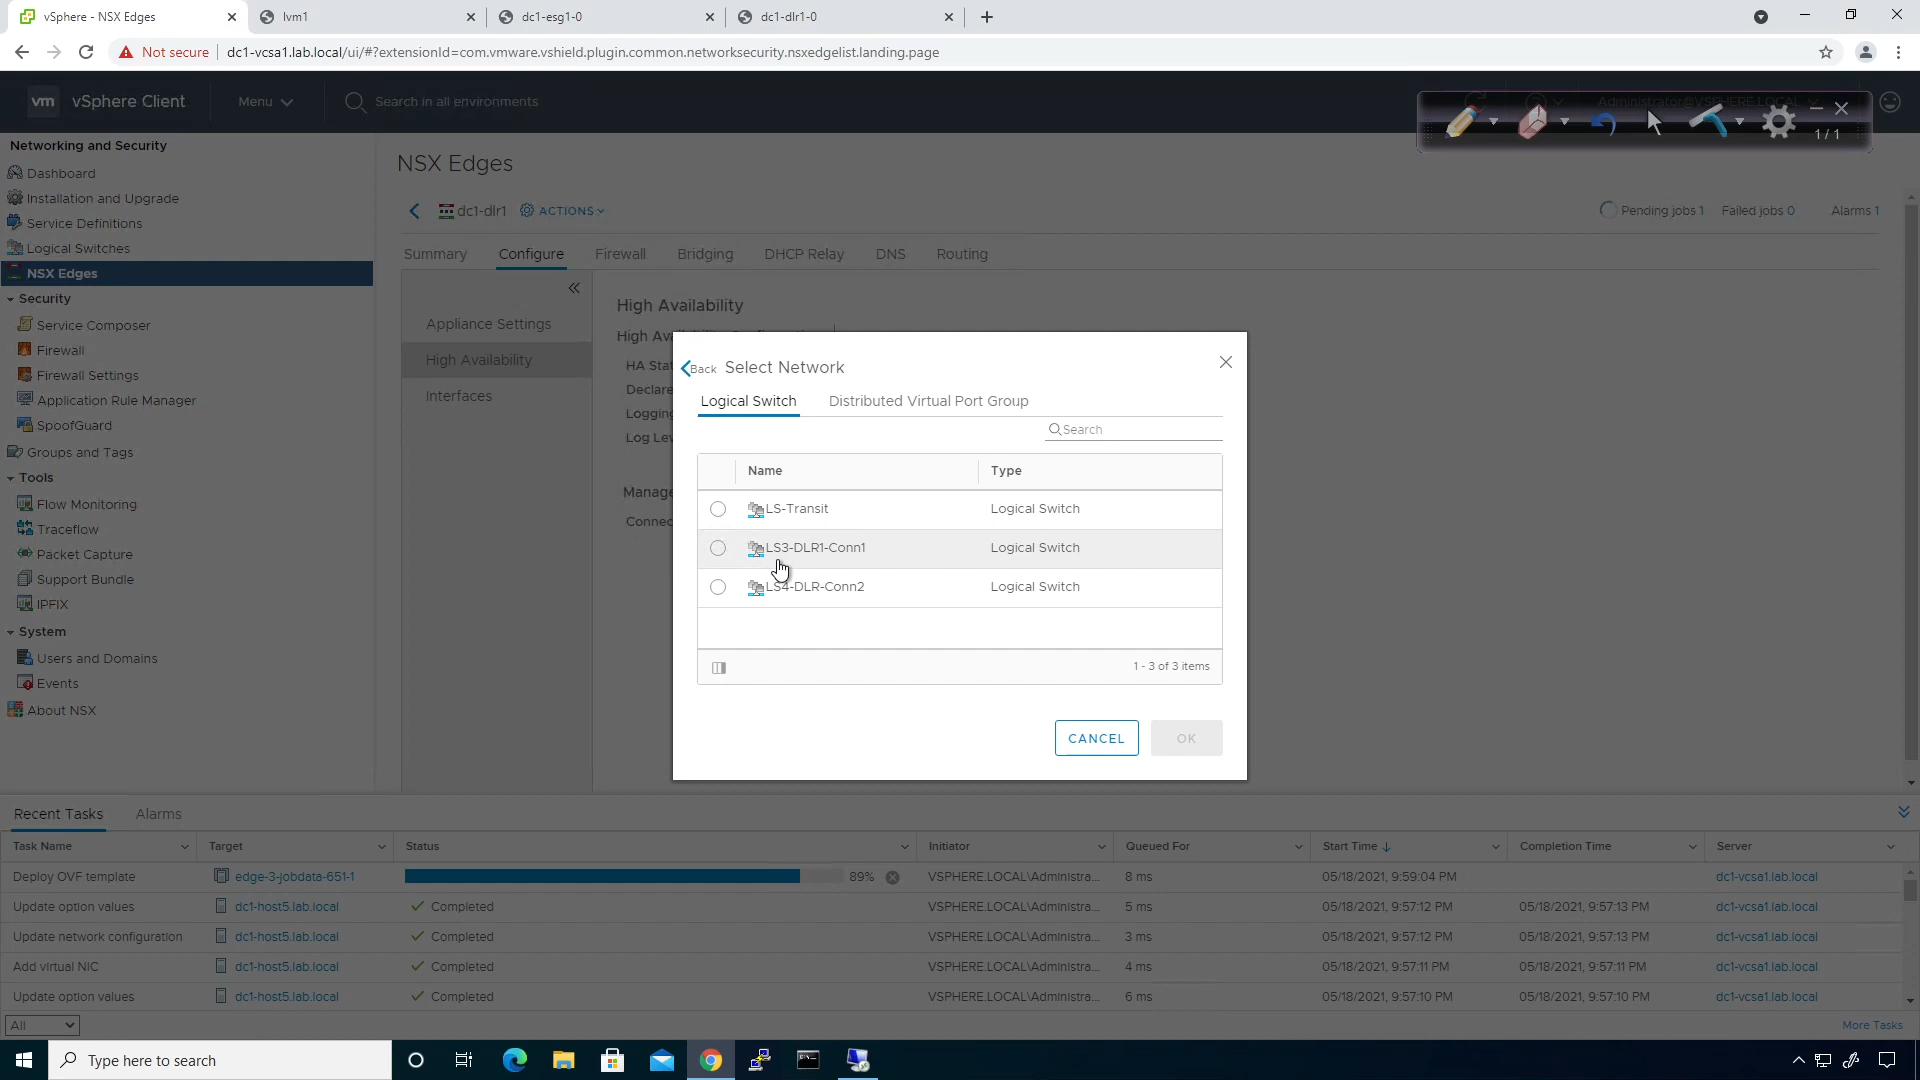 vSphere - NSX Edges
lvm1
dc1-esg1-0
dc1-dlr1-0
Not secure
dc1-vcsa1.lab.local/ui/#?extensionId=com.vmware.vshield.plugin.common.networksecurity.nsxedgelist.landing.page
vm vSphere Client
Menu
Search in all environments
Administrator@VSPHERE.LOCAL
1 / 1
Networking and Security
Dashboard
Installation and Upgrade
Service Definitions
Logical Switches
NSX Edges
Security
Service Composer
Firewall
Firewall Settings
Application Rule Manager
SpoofGuard
Groups and Tags
Tools
Flow Monitoring
Traceflow
Packet Capture
Support Bundle
IPFIX
System
Users and Domains
Events
About NSX
NSX Edges
dc1-dlr1 ACTIONS
Pending jobs 1 Failed jobs 0 Alarms 1
Summary Configure Firewall Bridging DHCP Relay DNS Routing
Appliance Settings
High Availability
Interfaces
High Availability
High Ava
HA Stat
Declare
Logging
Log Lev
Manage
Connec
Back Select Network
Logical Switch Distributed Virtual Port Group
Search
Name Type
LS-Transit Logical Switch
LS3-DLR1-Conn1 Logical Switch
LS4-DLR-Conn2 Logical Switch
1 - 3 of 3 items
CANCEL OK
Recent Tasks Alarms
Task Name Target Status Initiator Queued For Start Time Completion Time Server
Deploy OVF template edge-3-jobdata-651-1 89% VSPHERE.LOCAL\Administra... 8 ms 05/18/2021, 9:59:04 PM dc1-vcsa1.lab.local
Update option values dc1-host5.lab.local Completed VSPHERE.LOCAL\Administra... 5 ms 05/18/2021, 9:57:12 PM 05/18/2021, 9:57:13 PM dc1-vcsa1.lab.local
Update network configuration dc1-host5.lab.local Completed VSPHERE.LOCAL\Administra... 3 ms 05/18/2021, 9:57:12 PM 05/18/2021, 9:57:13 PM dc1-vcsa1.lab.local
Add virtual NIC dc1-host5.lab.local Completed VSPHERE.LOCAL\Administra... 4 ms 05/18/2021, 9:57:11 PM 05/18/2021, 9:57:11 PM dc1-vcsa1.lab.local
Update option values dc1-host5.lab.local Completed VSPHERE.LOCAL\Administra... 6 ms 05/18/2021, 9:57:10 PM 05/18/2021, 9:57:10 PM dc1-vcsa1.lab.local
All
More Tasks
Type here to search